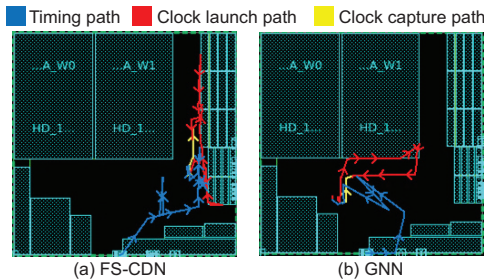 Timing path Clock launch path Clock capture path
...A_W0 ...A_W1
HD_1... HD_1...
...A_W0 ...A_W1
HD_1... HD_1...
(a) FS-CDN (b) GNN